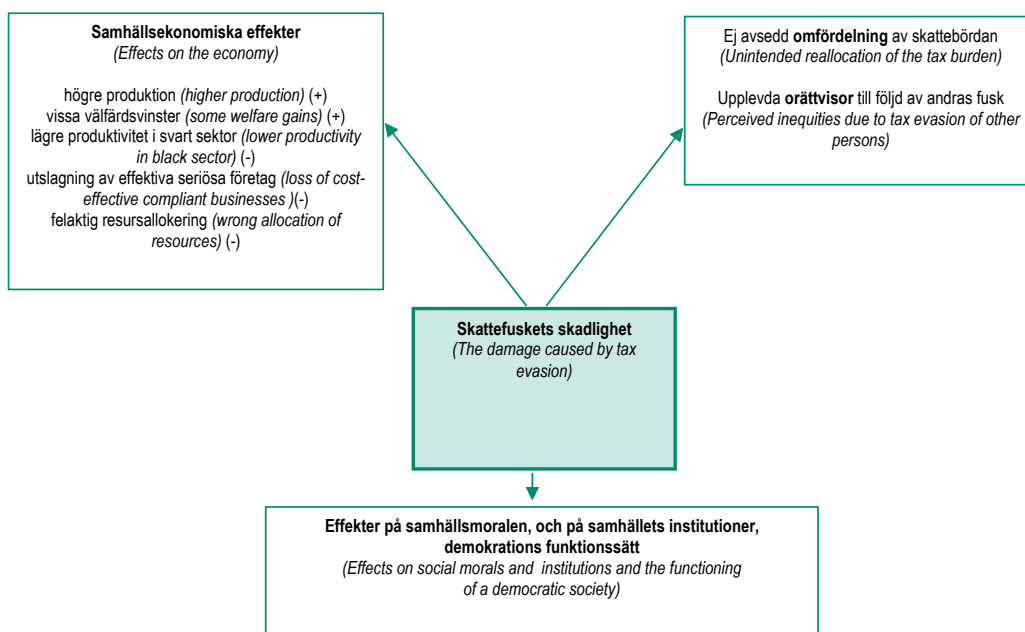 Samhällsekonomiska effekter
(Effects on the economy)
högre produktion (higher production) (+)
vissa välfärdsvinster (some welfare gains) (+)
lägre produktivitet i svart sektor (lower productivity
in black sector) (-)
utslagning av effektiva seriösa företag (loss of cost-
effective compliant businesses )(-)
felaktig resursallokering (wrong allocation of
resources) (-)
Ej avsedd omfördelning av skattebördan
(Unintended reallocation of the tax burden)
Upplevda orättvisor till följd av andras fusk
(Perceived inequities due to tax evasion of other
persons)
Skattefuskets skadlighet
(The damage caused by tax
evasion)
Effekter på samhällsmoralen, och på samhällets institutioner,
demokratins funktionssätt
(Effects on social morals and institutions and the functioning
of a democratic society)